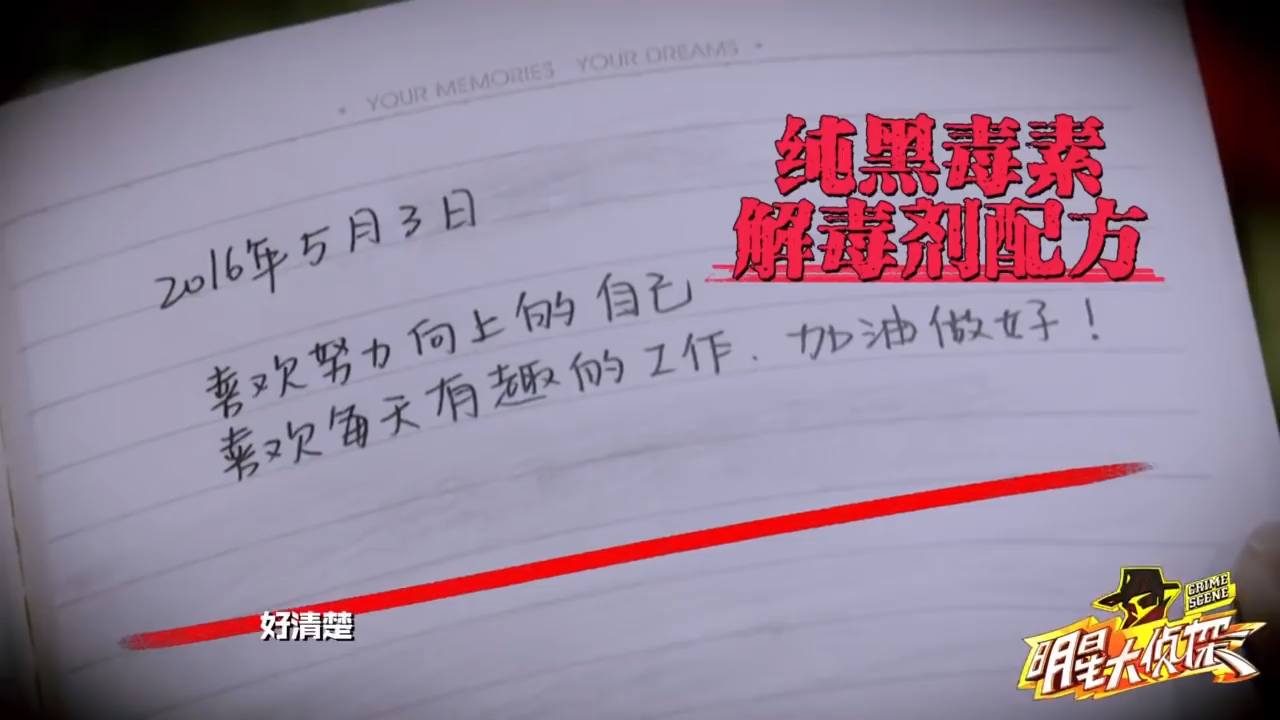 YOUR MEMORIES YOUR DREAMS
纯黑毒素
解毒剂配方
2016年5月3日
喜欢努力向上的自己
喜欢每天有趣的工作. 加油做好!
好清楚
CRIME
SCENE
明星大侦探